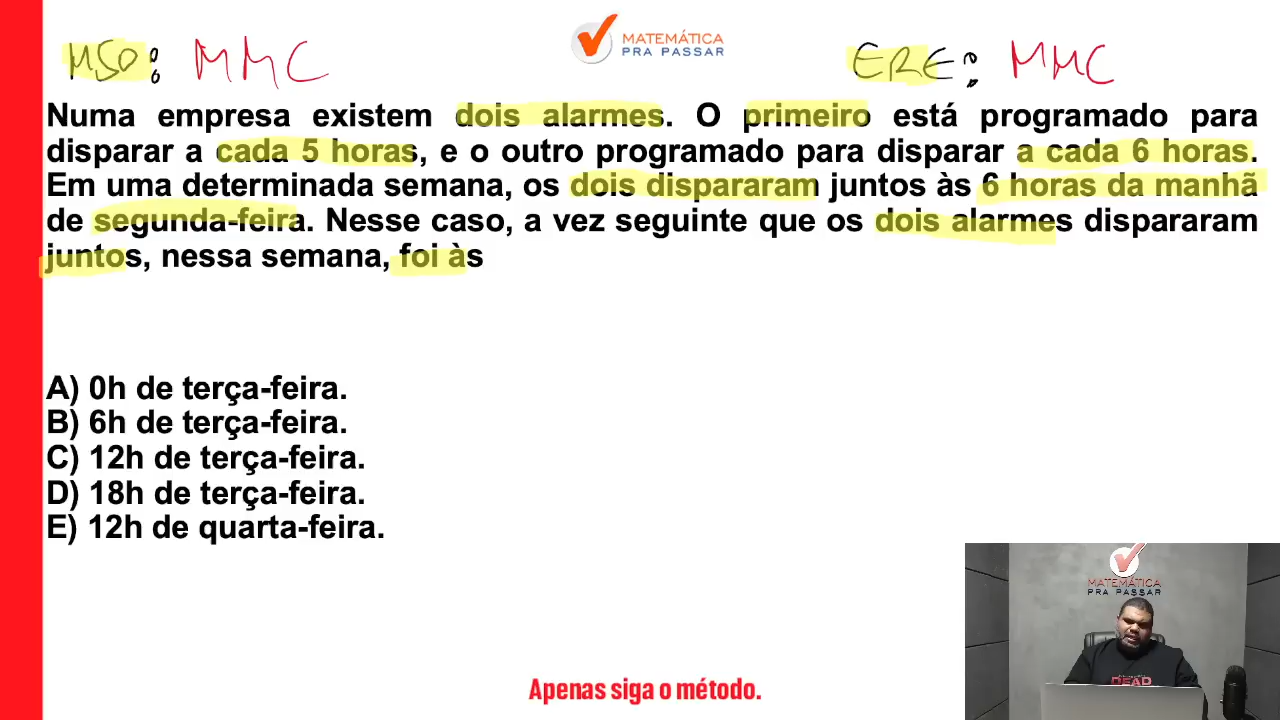 MSO: MMC
MATEMÁTICA
PRA PASSAR
ERE: MMC
Numa empresa existem dois alarmes. O primeiro está programado para
disparar a cada 5 horas, e o outro programado para disparar a cada 6 horas.
Em uma determinada semana, os dois dispararam juntos às 6 horas da manhã
de segunda-feira. Nesse caso, a vez seguinte que os dois alarmes dispararam
juntos, nessa semana, foi às
A) 0h de terça-feira.
B) 6h de terça-feira.
C) 12h de terça-feira.
D) 18h de terça-feira.
E) 12h de quarta-feira.
MATEMÁTICA
PRA PASSAR
DEAD
Apenas siga o método.